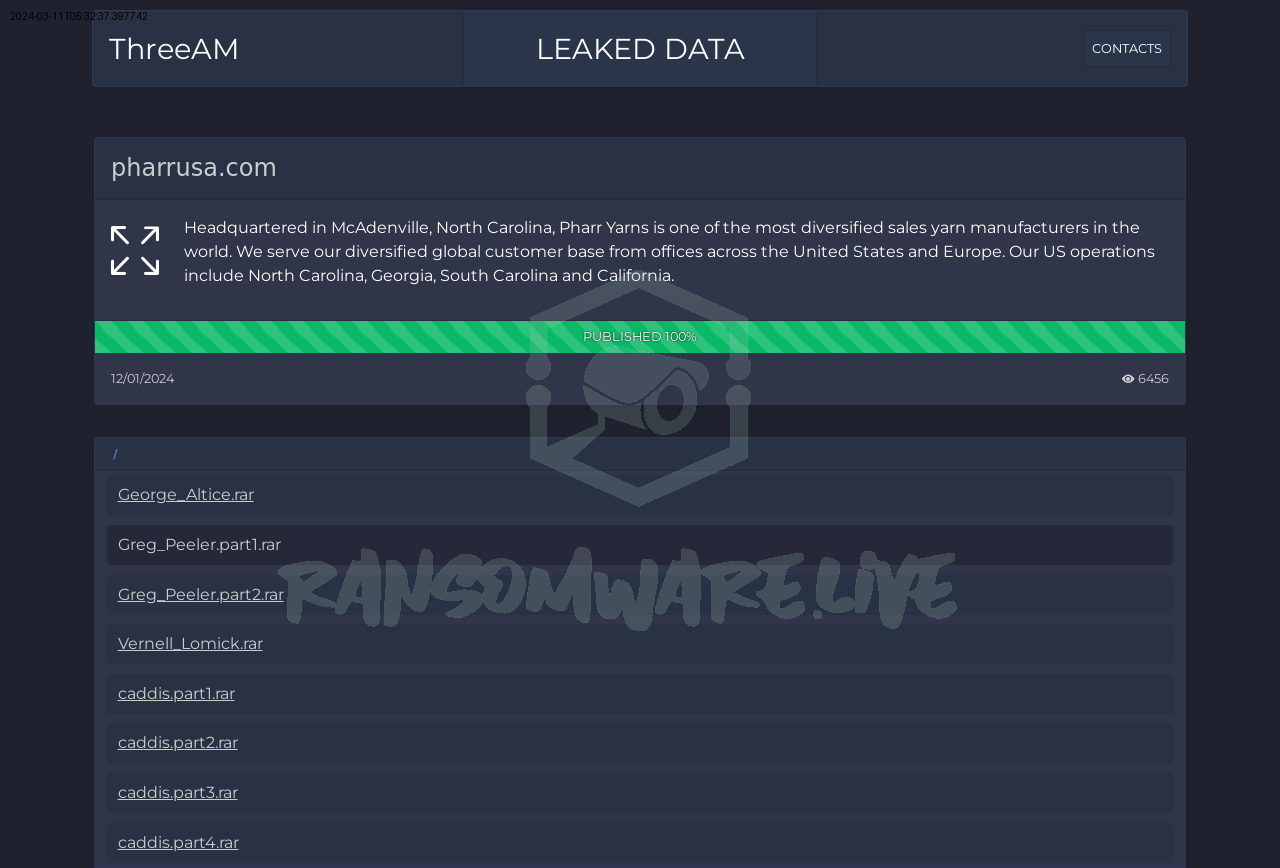 2024-03-11T05:32:37.397742
ThreeAM
LEAKED DATA
CONTACTS
pharrusa.com
Headquartered in McAdenville, North Carolina, Pharr Yarns is one of the most diversified sales yarn manufacturers in the
world. We serve our diversified global customer base from offices across the United States and Europe. Our US operations
include North Carolina, Georgia, South Carolina and California.
PUBLISHED 100%
12/01/2024
6456
/
George_Altice.rar
Greg_Peeler.part1.rar
Greg_Peeler.part2.rar
RANSOMWARE.LIVE
Vernell_Lomick.rar
caddis.part1.rar
caddis.part2.rar
caddis.part3.rar
caddis.part4.rar